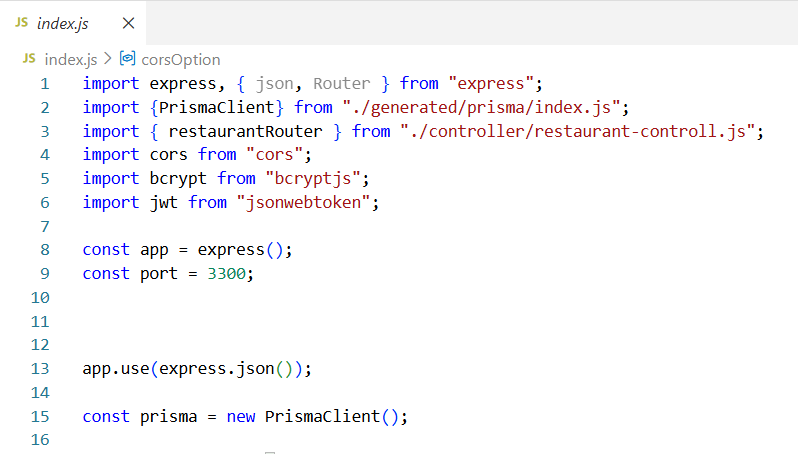 JS index.js ×
JS index.js > corsOption
1 import express, { json, Router } from "express";
2 import {PrismaClient} from "./generated/prisma/index.js";
3 import { restaurantRouter } from "./controller/restaurant-controll.js";
4 import cors from "cors";
5 import bcrypt from "bcryptjs";
6 import jwt from "jsonwebtoken";
7
8 const app = express();
9 const port = 3300;
10
11
12
13 app.use(express.json());
14
15 const prisma = new PrismaClient();
16